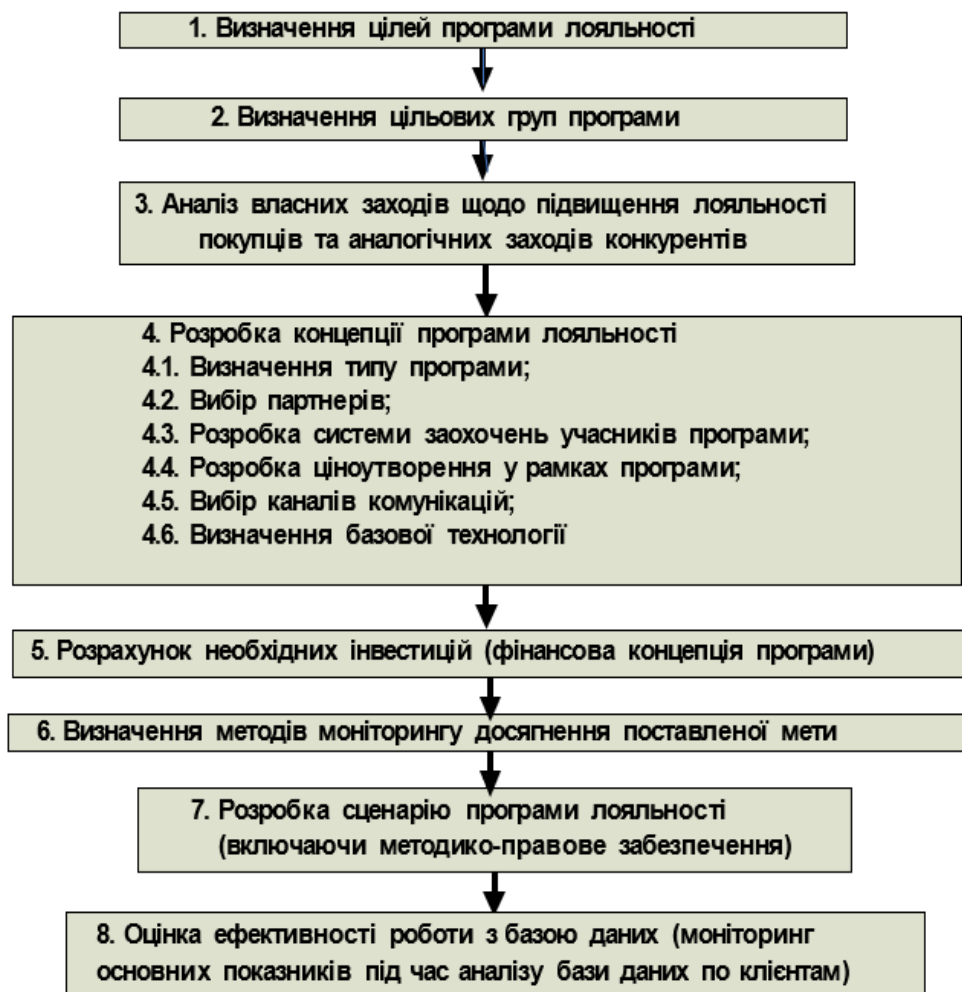 1. Визначення цілей програми лояльності
2. Визначення цільових груп програми
3. Аналіз власних заходів щодо підвищення лояльності
покупців та аналогічних заходів конкурентів
4. Розробка концепції програми лояльності
4.1. Визначення типу програми;
4.2. Вибір партнерів;
4.3. Розробка системи заохочень учасників програми;
4.4. Розробка ціноутворення у рамках програми;
4.5. Вибір каналів комунікацій;
4.6. Визначення базової технології
5. Розрахунок необхідних інвестицій (фінансова концепція програми)
6. Визначення методів моніторингу досягнення поставленої мети
7. Розробка сценарію програми лояльності
(включаючи методико-правове забезпечення)
8. Оцінка ефективності роботи з базою даних (моніторинг
основних показників під час аналізу бази даних по клієнтам)